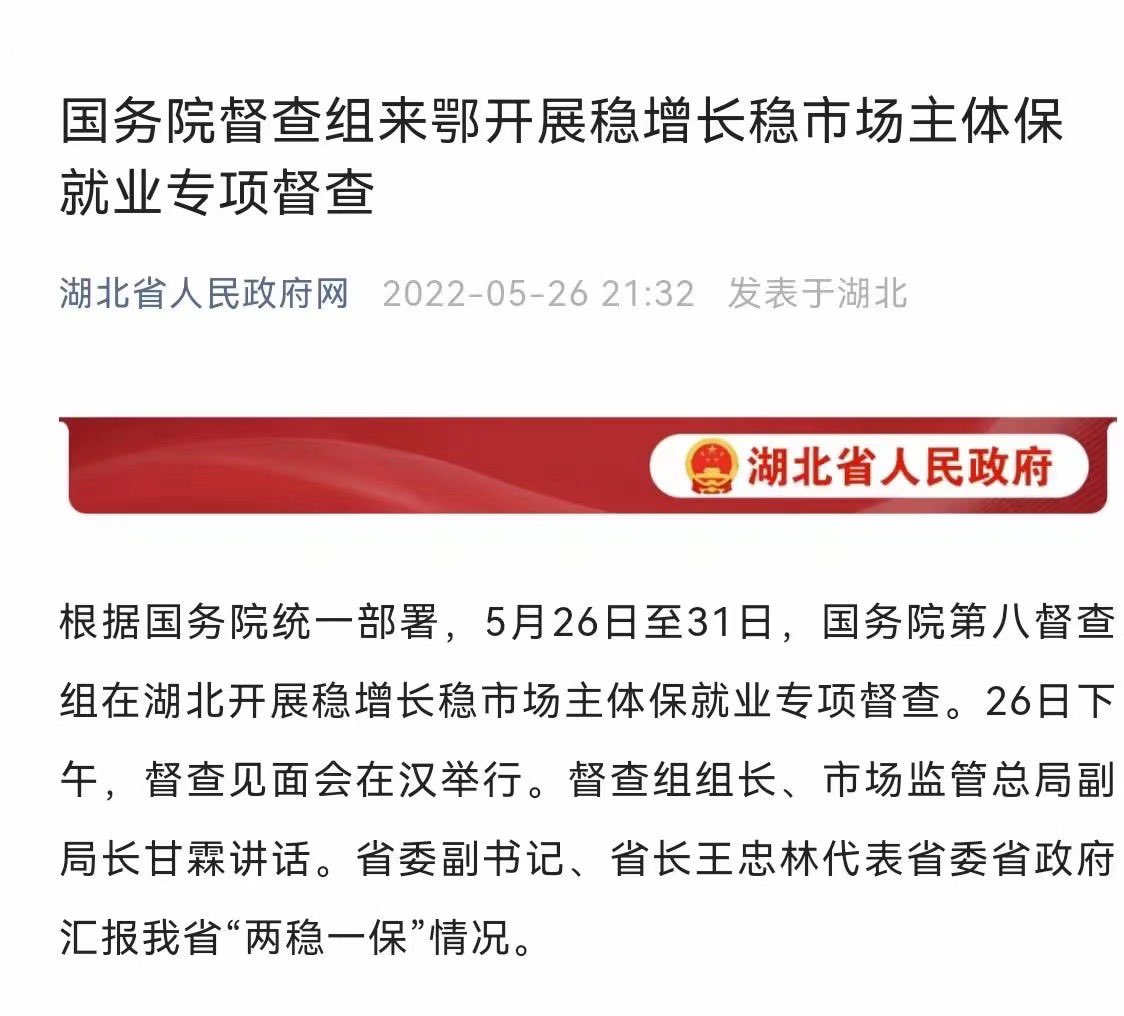 国务院督查组来鄂开展稳增长稳市场主体保
就业专项督查
湖北省人民政府网 2022-05-26 21:32 发表于湖北
湖北省人民政府
根据国务院统一部署，5月26日至31日，国务院第八督查
组在湖北开展稳增长稳市场主体保就业专项督查。26日下
午，督查见面会在汉举行。督查组组长、市场监管总局副
局长甘霖讲话。省委副书记、省长王忠林代表省委省政府
汇报我省“两稳一保”情况。